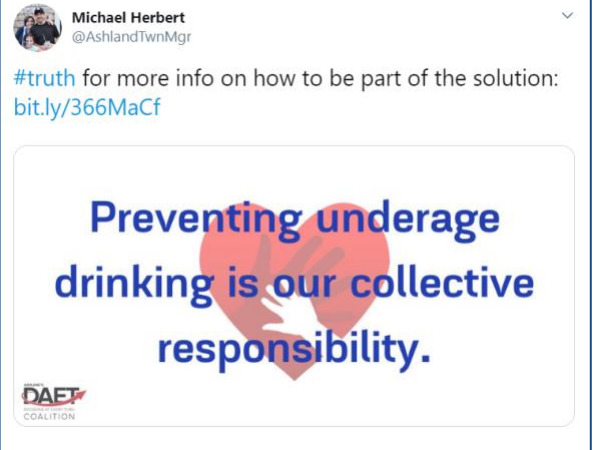 Michael Herbert
@AshlandTwnMgr
#truth for more info on how to be part of the solution:
bit.ly/366MaCf
Preventing underage
drinking is our collective
responsibility.
DAET
COALITION